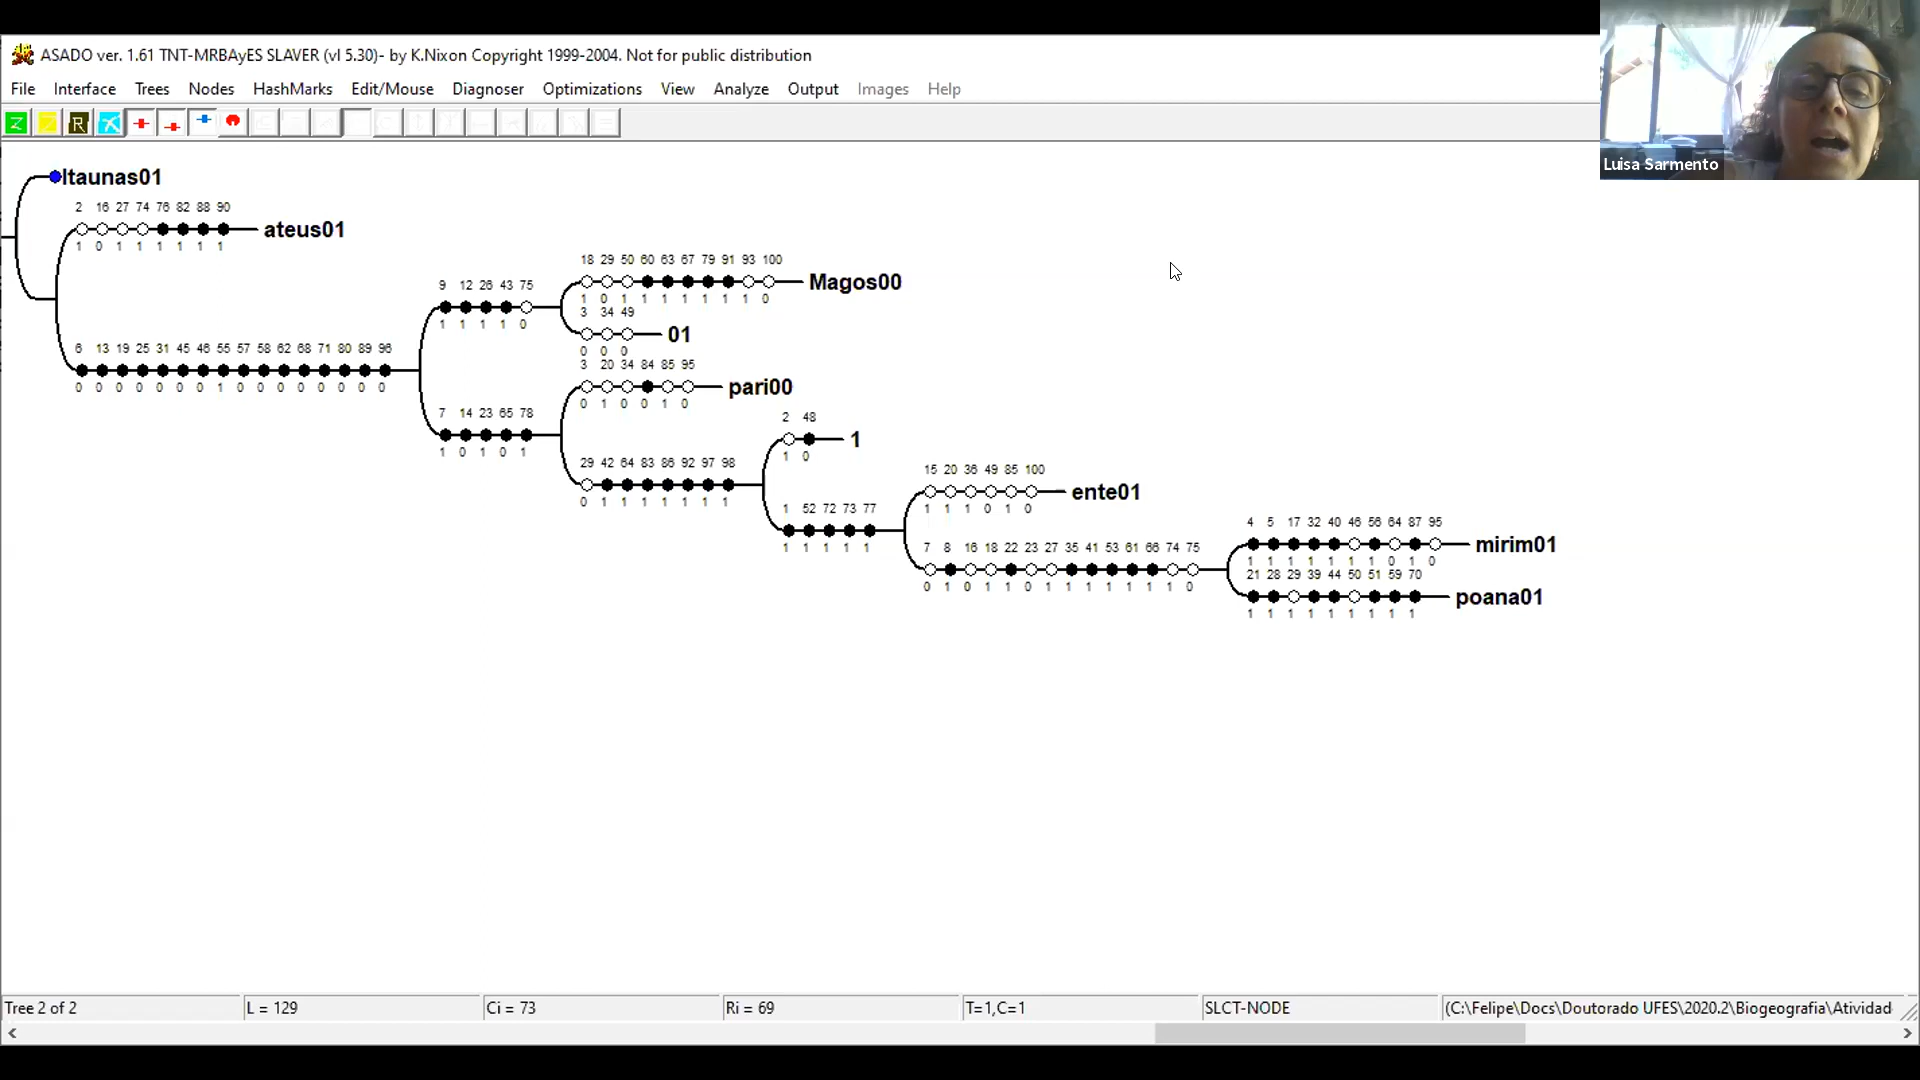 ASADO ver. 1.61 TNT-MRBAyES SLAVER (vl 5.30)- by K.Nixon Copyright 1999-2004. Not for public distribution
File Interface Trees Nodes HashMarks Edit/Mouse Diagnoser Optimizations View Analyze Output Images Help
Z Z R
Luisa Sarmento
Itaunas01
2 16 27 74 76 82 88 90
ateus01
1 0 1 1 1 1 1 1
18 29 50 60 63 67 79 91 93 100
Magos00
1 0 1 1 1 1 1 1 1 0
9 12 26 43 75
1 1 1 1 0
3 34 49
01
0 0 0
6 13 19 25 31 45 46 55 57 58 62 68 71 80 89 96
0 0 0 0 0 0 0 1 0 0 0 0 0 0 0 0
3 20 34 84 85 95
pari00
0 1 0 0 1 0
7 14 23 65 78
1 0 1 0 1
2 48
1
1 0
29 42 64 83 86 92 97 98
0 1 1 1 1 1 1 1
15 20 36 49 85 100
ente01
1 1 1 0 1 0
1 52 72 73 77
1 1 1 1 1
4 5 17 32 40 46 56 64 87 95
mirim01
1 1 1 1 1 1 1 0 1 0
7 8 16 18 22 23 27 35 41 53 61 66 74 75
0 1 0 1 1 0 1 1 1 1 1 1 1 0
21 28 29 39 44 50 51 59 70
poana01
1 1 1 1 1 1 1 1 1
Tree 2 of 2 L = 129 Ci = 73 Ri = 69 T=1,C=1 SLCT-NODE (C:\Felipe\Docs\Doutorado UFES\2020.2\Biogeografia\Atividad